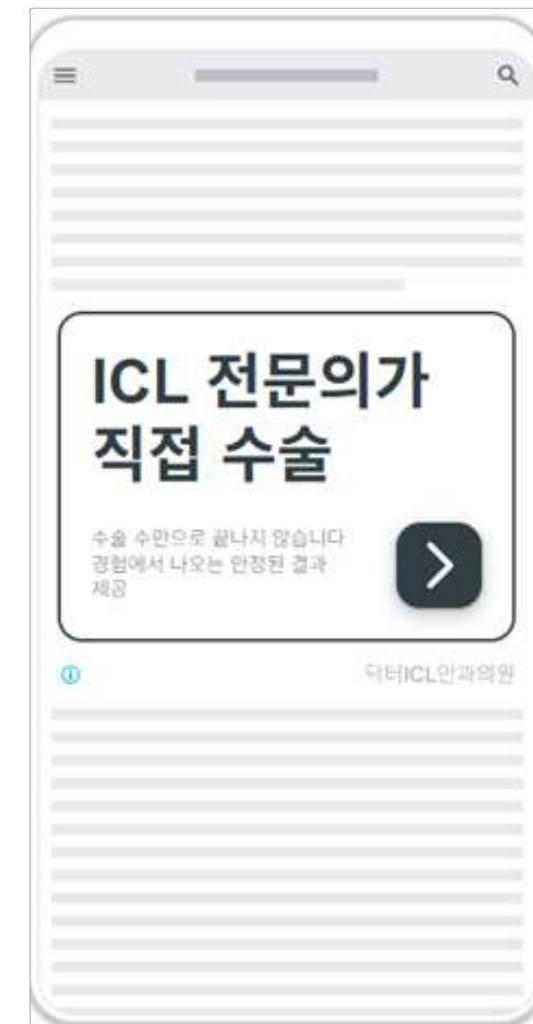 ICL 전문의가
직접 수술
수술 수만으로 끝나지 않습니다
경험에서 나오는 안정된 결과
제공
닥터ICL안과의원